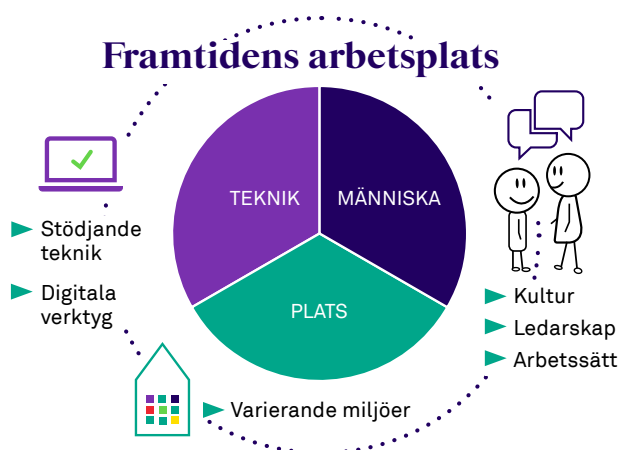 Framtidens arbetsplats
TEKNIK
MÄNNISKA
PLATS
Stödjande
teknik
Digitala
verktyg
Varierande miljöer
Kultur
Ledarskap
Arbetssätt